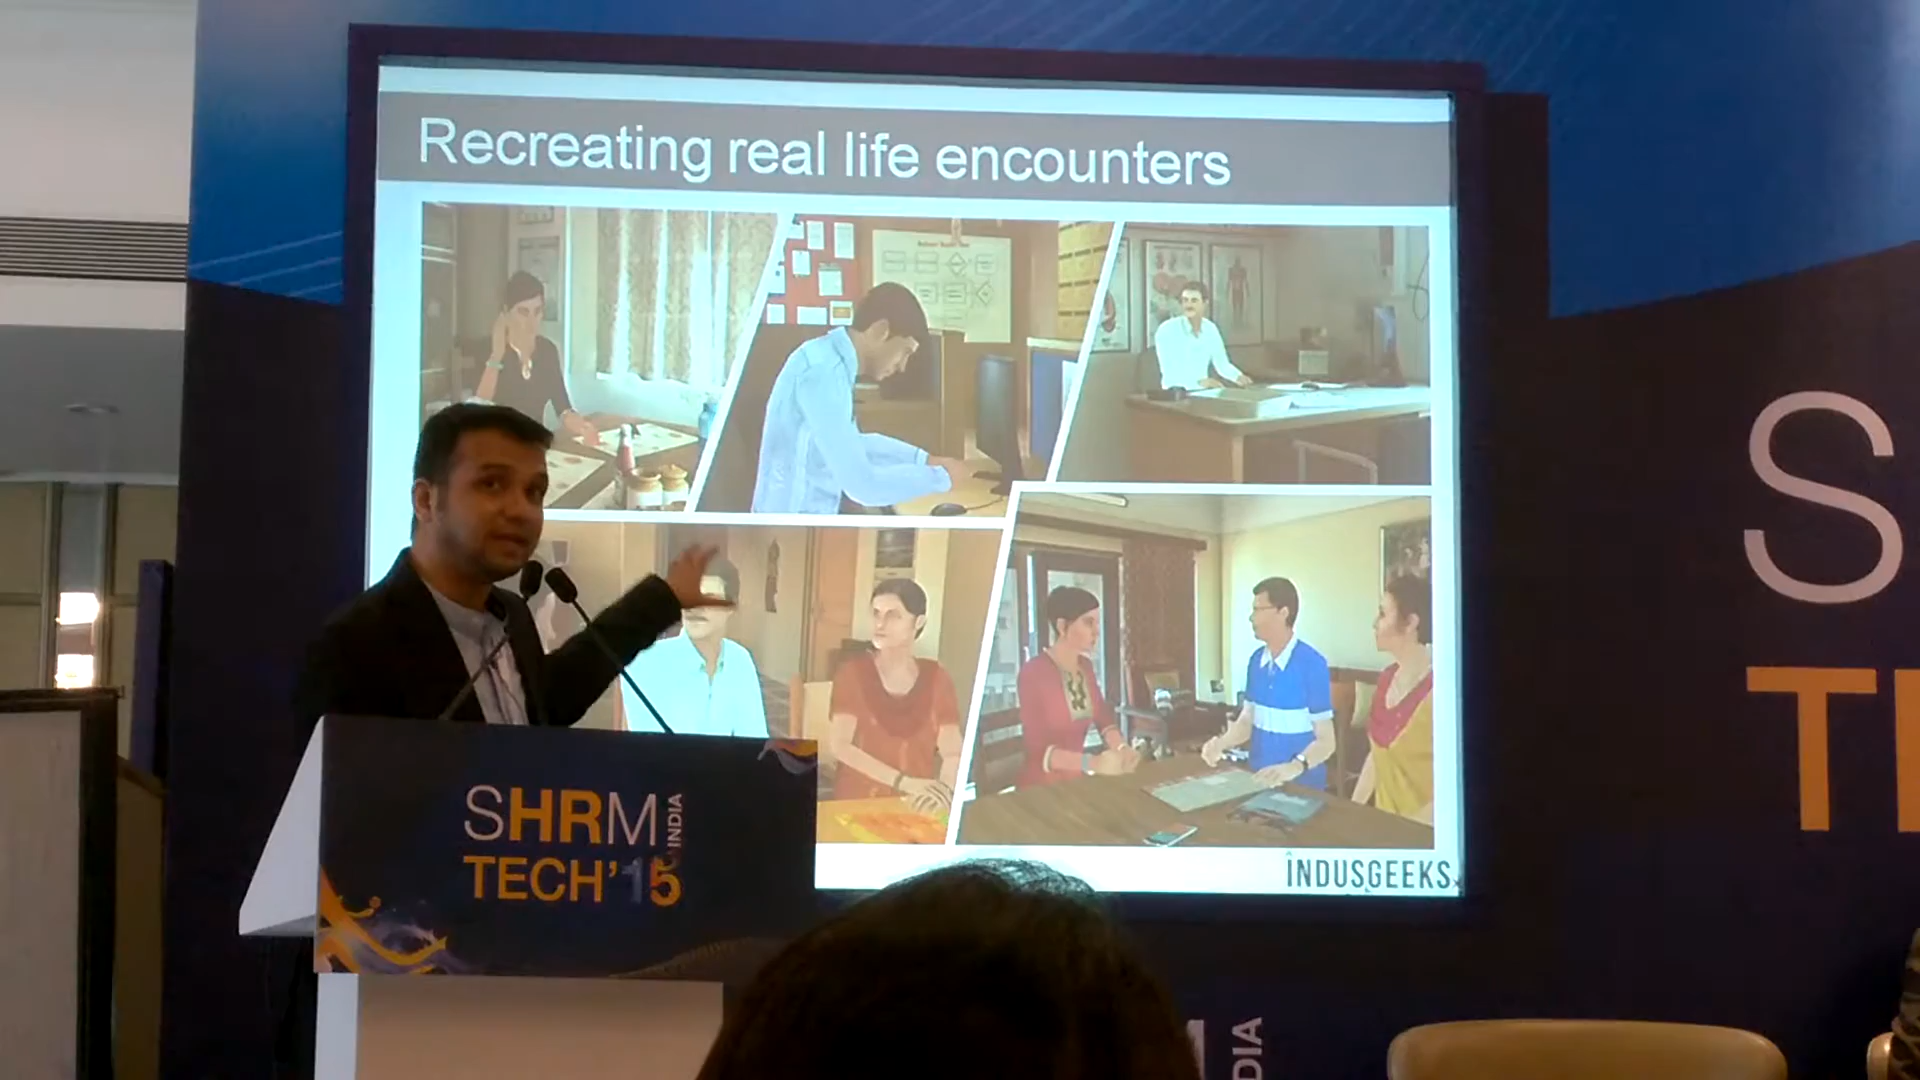 Recreating real life encounters
INDUSGEEKS
SHRM
INDIA
TECH'15
S
T
DIA